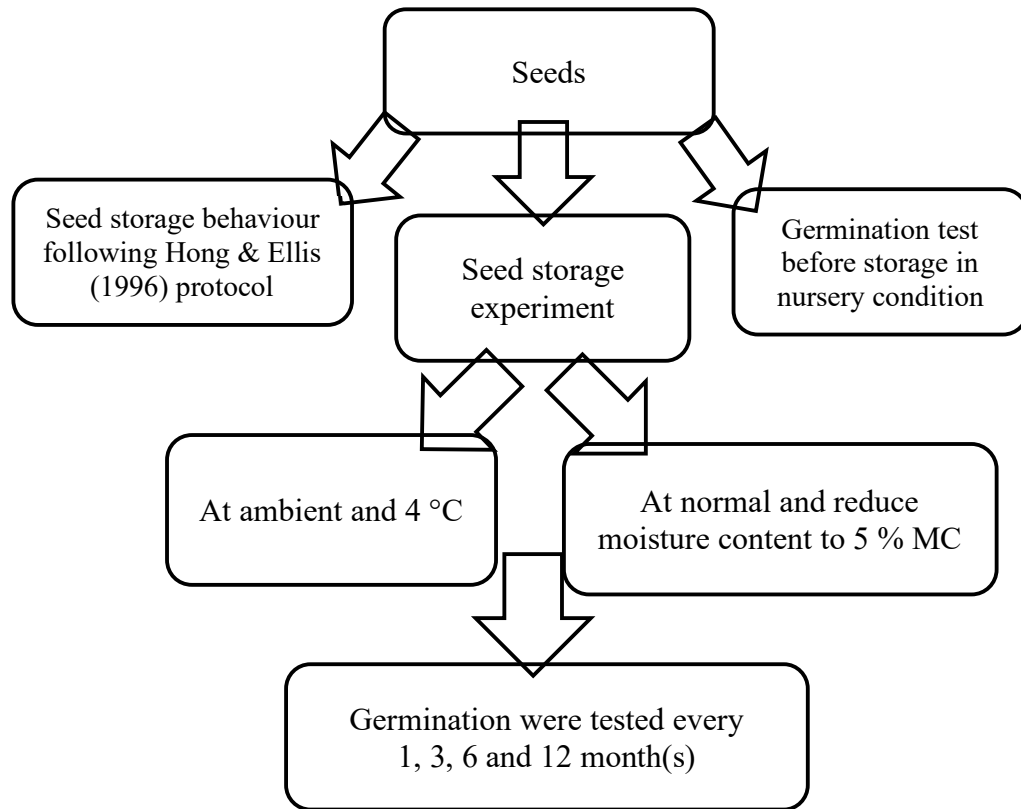 Seeds
Seed storage behaviour
following Hong & Ellis
(1996) protocol
Seed storage
experiment
Germination test
before storage in
nursery condition
At ambient and 4 °C
At normal and reduce
moisture content to 5 % MC
Germination were tested every
1, 3, 6 and 12 month(s)